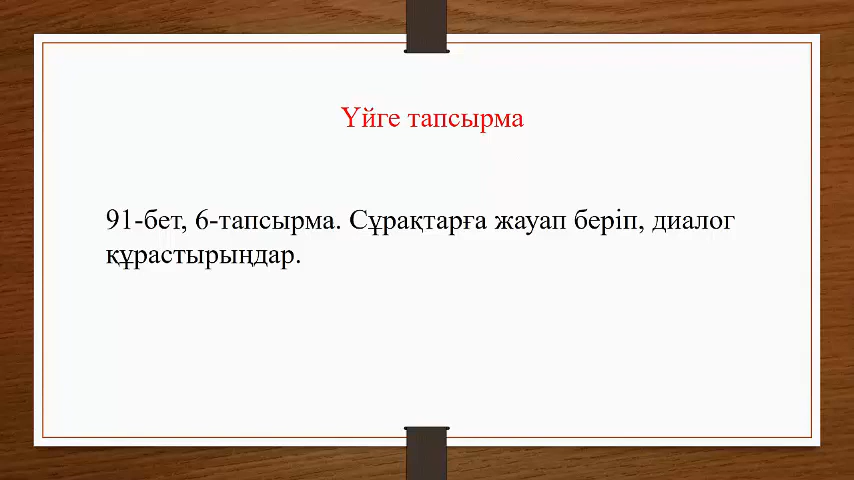 Үйге тапсырма
91-бет, 6-тапсырма. Сұрақтарға жауап беріп, диалог
құрастырыңдар.